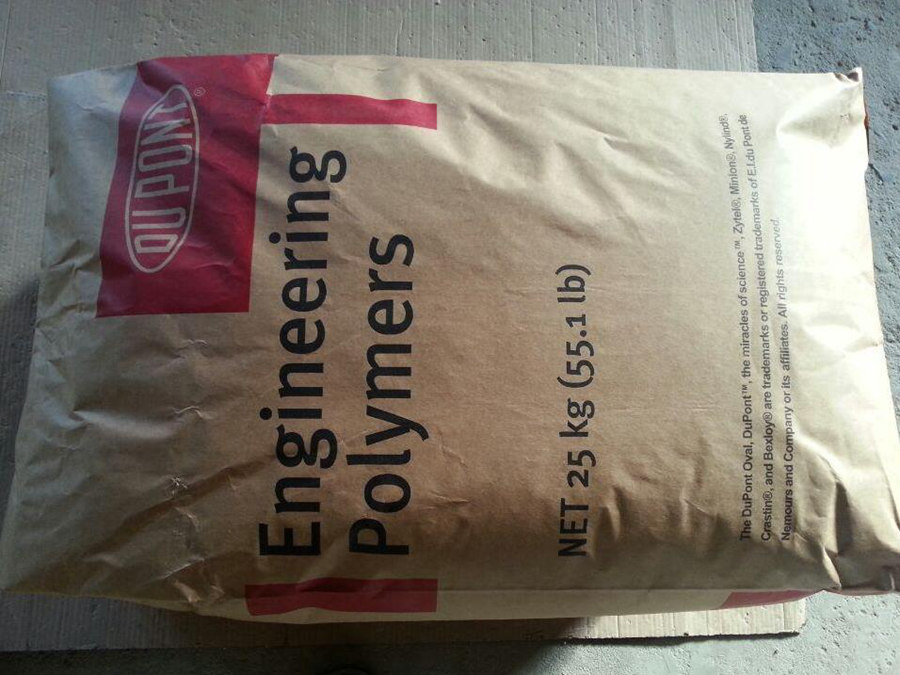 DU PONT®
Engineering
Polymers
NET 25 kg (55.1 lb)
The DuPont Oval, DuPont™, the miracles of science™, Zytel®, Minlon®, Nylind®,
Crastin®, and Bexloy® are trademarks or registered trademarks of E.I.du Pont de
Nemours and Company or its affiliates. All rights reserved.